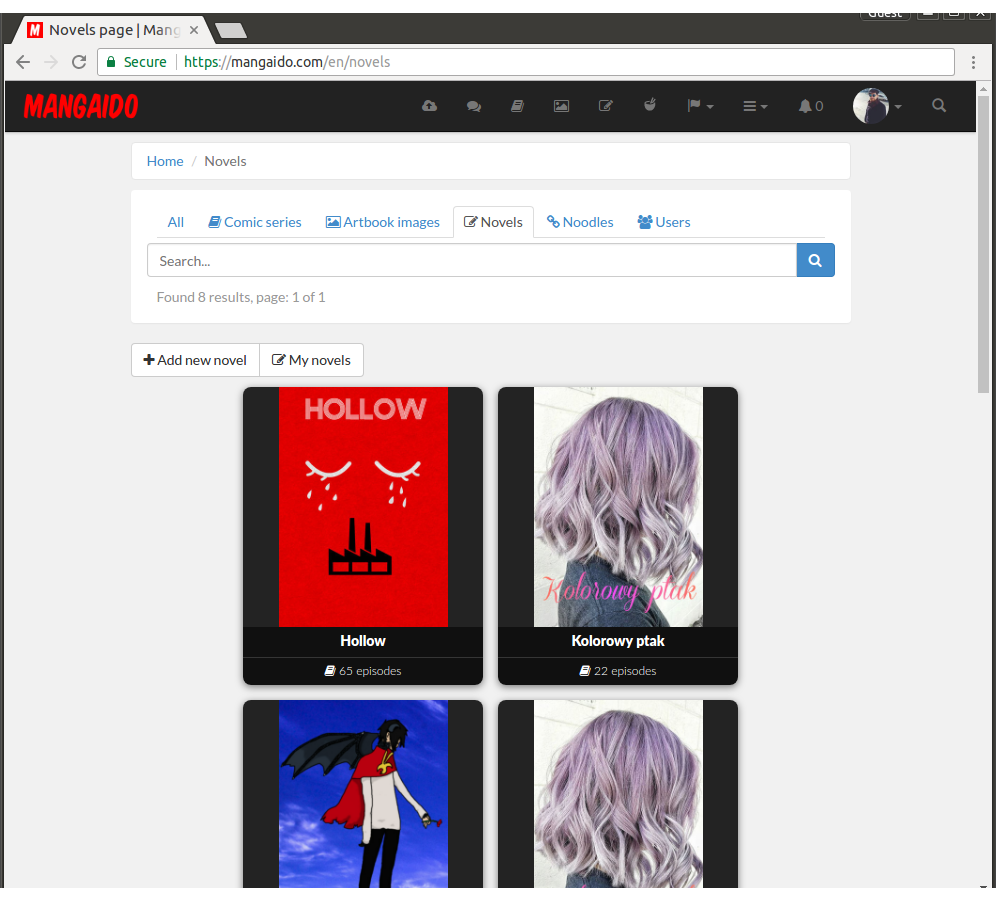 Guest
Novels page | Mang
Secure
https://mangaido.com/en/novels
MANGAIDO
0
Home / Novels
All
Comic series
Artbook images
Novels
Noodles
Users
Search...
Found 8 results, page: 1 of 1
Add new novel
My novels
HOLLOW
Hollow
65 episodes
Kolorowy ptak
Kolorowy ptak
22 episodes